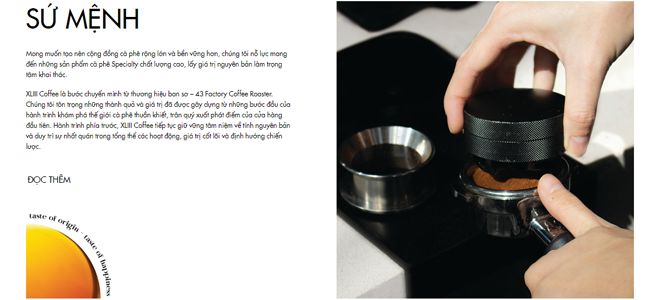 SỨ MỆNH
Mong muốn tạo nên cộng đồng cà phê rộng lớn và bền vững hơn, chúng tôi nỗ lực mang
đến những sản phẩm cà phê Specialty chất lượng cao, lấy giá trị nguyên bản làm trọng
tâm khai thác.
XLIII Coffee là bước chuyển mình từ thương hiệu ban sơ – 43 Factory Coffee Roaster.
Chúng tôi tôn trọng những thành quả và giá trị đã được gây dựng từ những bước đầu của
hành trình khám phá thế giới cà phê thuần khiết, trân quý xuất phát điểm của cửa hàng
đầu tiên. Hành trình phía trước, XLIII Coffee tiếp tục giữ vững tâm niệm về tính nguyên bản
và duy trì sự nhất quán trong tổng thể các hoạt động, giá trị cốt lõi và định hướng chiến
lược.
ĐỌC THÊM
taste of origin - taste of happiness